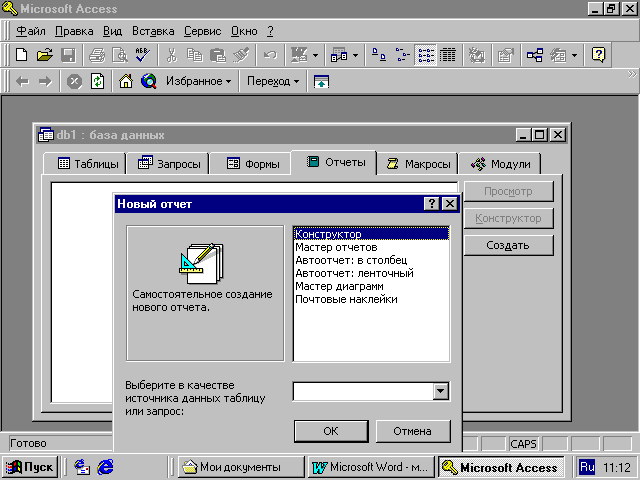 Microsoft Access
Файл Правка Вид Вставка Сервис Окно ?
ABC
Избранное Переход
db1 : база данных
Таблицы Запросы Формы Отчеты Макросы Модули
Просмотр
Конструктор
Создать
Новый отчет
Самостоятельное создание
нового отчета.
Конструктор
Мастер отчетов
Автоотчет: в столбец
Автоотчет: ленточный
Мастер диаграмм
Почтовые наклейки
Выберите в качестве
источника данных таблицу
или запрос:
ОК Отмена
Готово CAPS
Пуск Мои документы Microsoft Word - м... Microsoft Access Ru 11:12